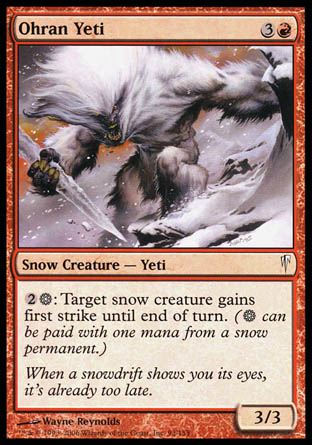 Ohran Yeti 3
Snow Creature — Yeti
2 : Target snow creature gains
first strike until end of turn. ( can
be paid with one mana from a snow
permanent.)
When a snowdrift shows you its eyes,
it's already too late.
Wayne Reynolds
3/3